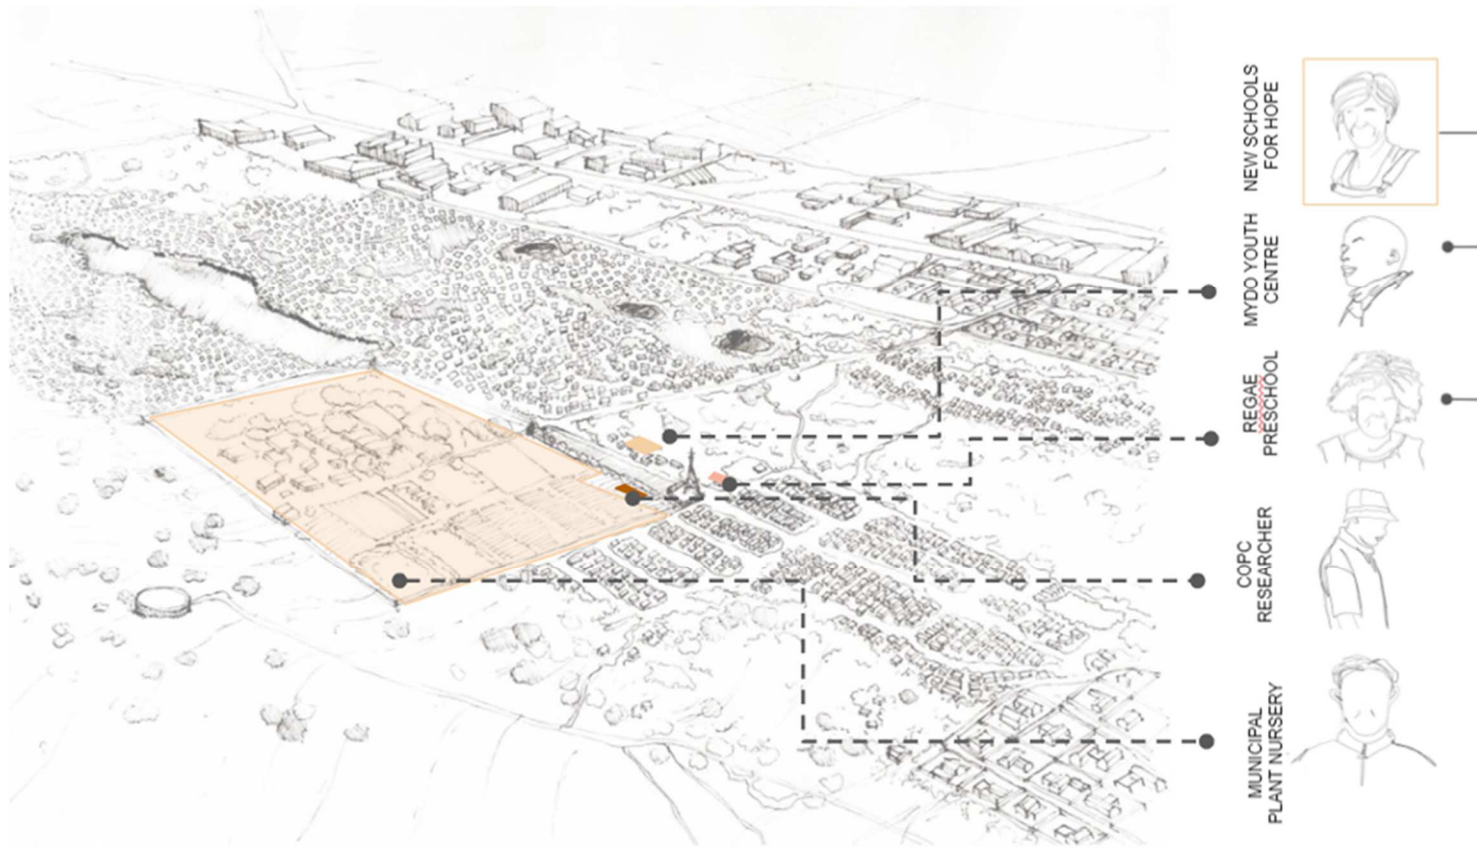 NEW SCHOOLS
FOR HOPE
MYDO YOUTH
CENTRE
REGAE
PRESCHOOL
COPC
RESEARCHER
MUNICIPAL
PLANT NURSERY